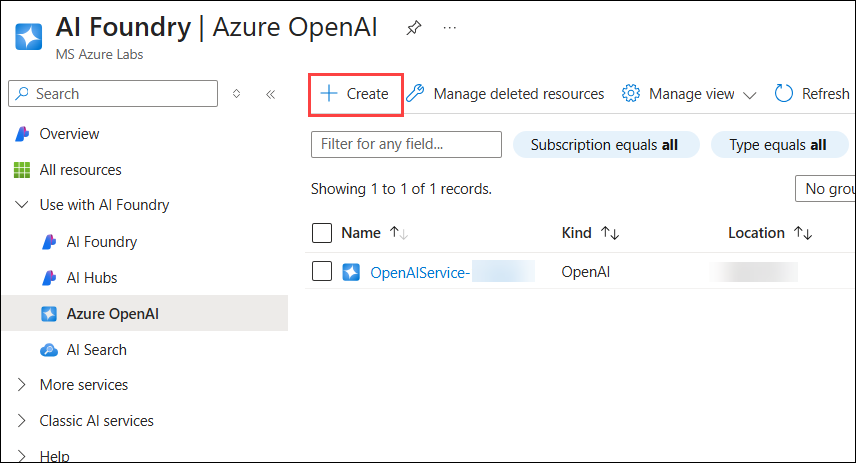 AI Foundry | Azure OpenAI
...
MS Azure Labs
Search
Overview
All resources
Use with AI Foundry
AI Foundry
AI Hubs
Azure OpenAI
AI Search
More services
Classic AI services
Help
Create
Manage deleted resources
Manage view
Refresh
Filter for any field...
Subscription equals all
Type equals all
Showing 1 to 1 of 1 records.
No grou
Name
Kind
Location
OpenAIService-
OpenAI